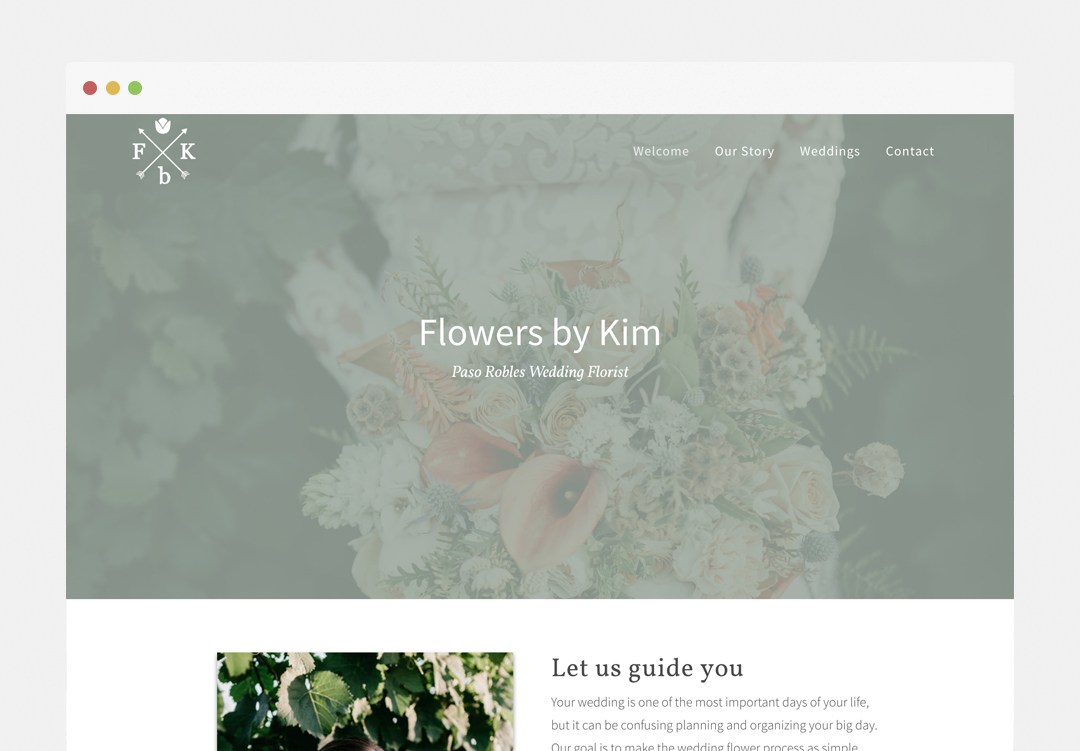 F K
b
Welcome Our Story Weddings Contact
Flowers by Kim
Paso Robles Wedding Florist
Let us guide you
Your wedding is one of the most important days of your life,
but it can be confusing planning and organizing your big day.
Our goal is to make the wedding flower process as simple